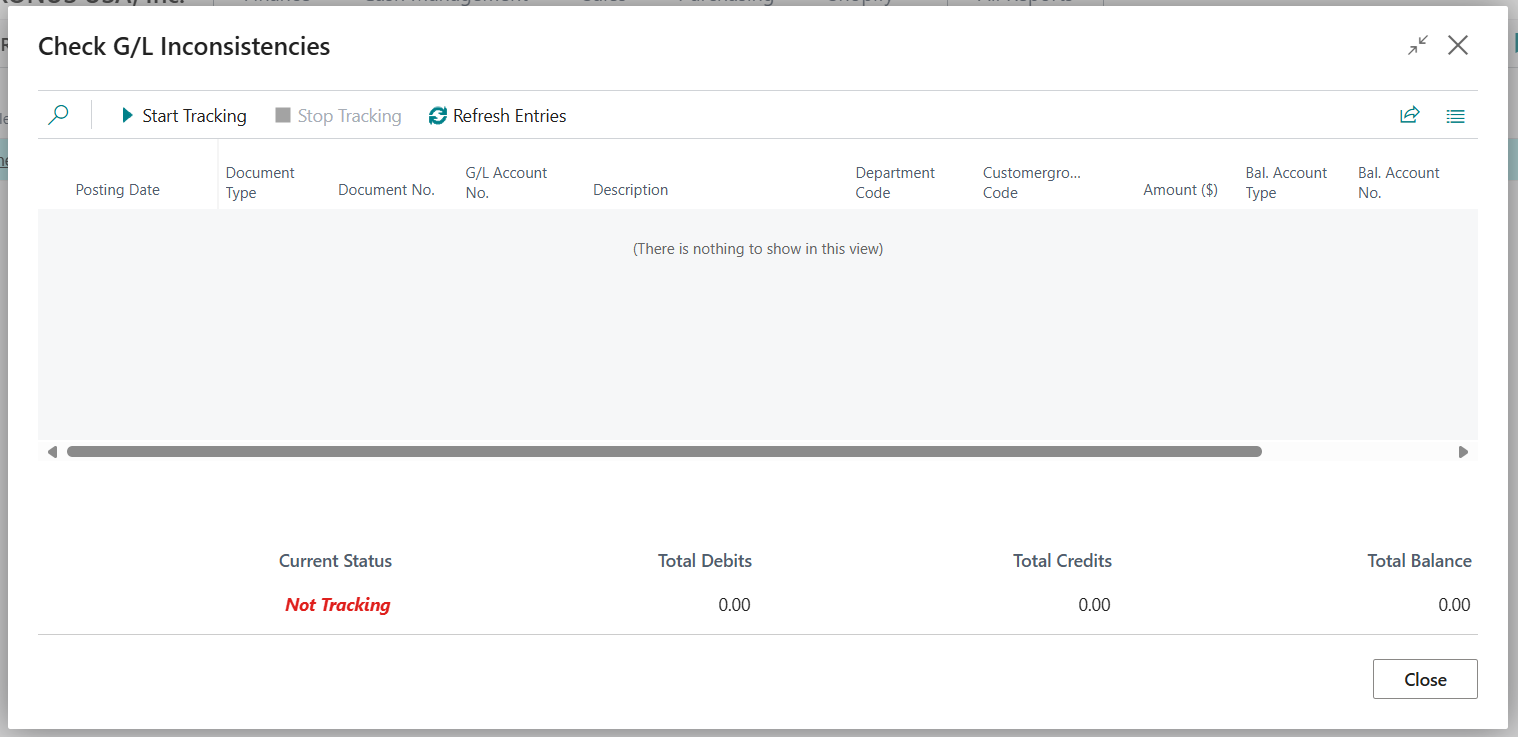 Check G/L Inconsistencies
Start Tracking
Stop Tracking
Refresh Entries
Posting Date
Document
Type
Document No.
G/L Account
No.
Description
Department
Code
Customergro...
Code
Amount ($)
Bal. Account
Type
Bal. Account
No.
(There is nothing to show in this view)
Current Status
Total Debits
Total Credits
Total Balance
Not Tracking
0.00
0.00
0.00
Close